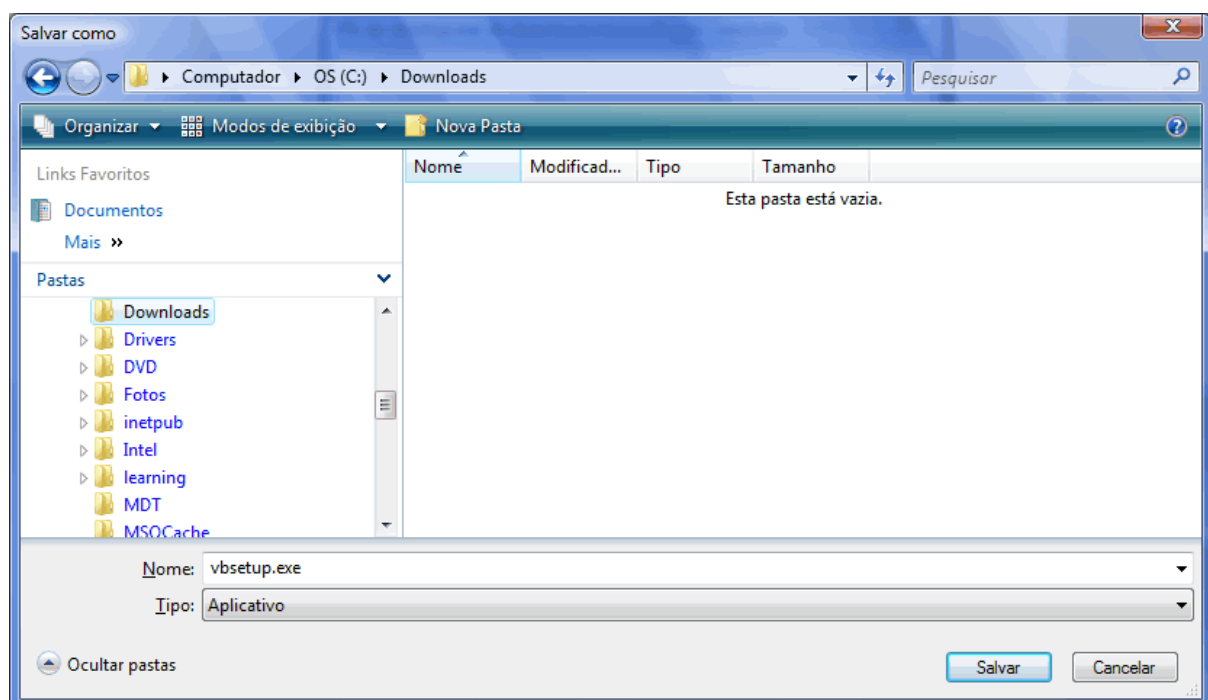 Salvar como
Computador OS (C:) Downloads
Pesquisar
Organizar Modos de exibição Nova Pasta
Links Favoritos
Documentos
Mais »
Pastas
Downloads
Drivers
DVD
Fotos
inetpub
Intel
learning
MDT
MSOCache
Nome Modificad... Tipo Tamanho
Esta pasta está vazia.
Nome: vbsetup.exe
Tipo: Aplicativo
Ocultar pastas
Salvar Cancelar